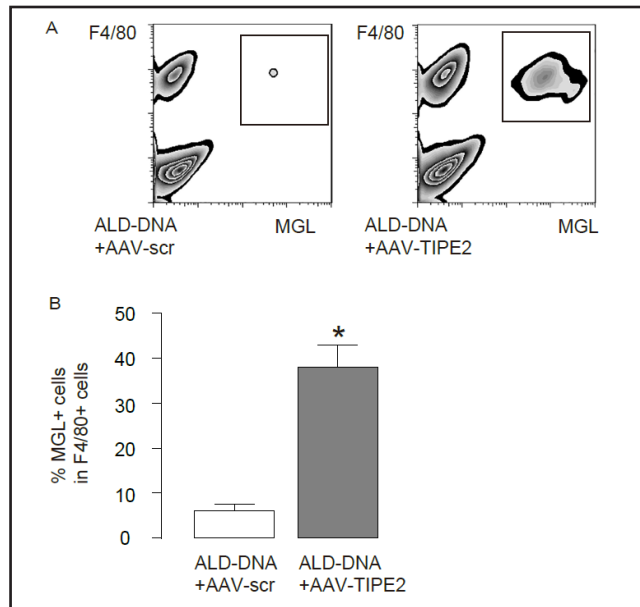 A
F4/80
F4/80
ALD-DNA
+AAV-scr
MGL
ALD-DNA
+AAV-TIPE2
MGL
B
% MGL+ cells
in F4/80+ cells
50
40
30
20
10
0
*
ALD-DNA
+AAV-scr
ALD-DNA
+AAV-TIPE2